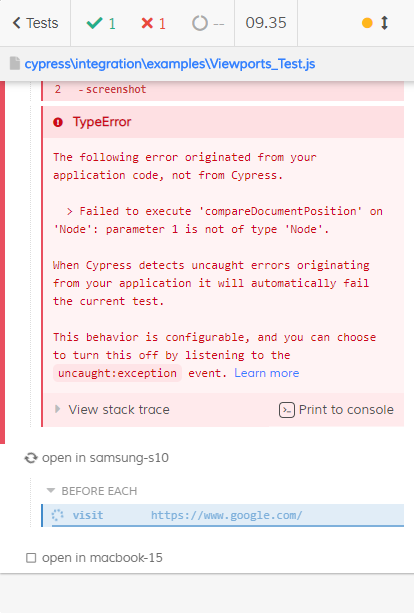 < Tests ✓ 1 × 1 -- 09.35
cypress\integration\examples\Viewports_Test.js
2 -screenshot
TypeError
The following error originated from your
application code, not from Cypress.
> Failed to execute 'compareDocumentPosition' on
'Node': parameter 1 is not of type 'Node'.
When Cypress detects uncaught errors originating
from your application it will automatically fail
the current test.
This behavior is configurable, and you can choose
to turn this off by listening to the
uncaught:exception event. Learn more
View stack trace Print to console
open in samsung-s10
BEFORE EACH
visit https://www.google.com/
open in macbook-15